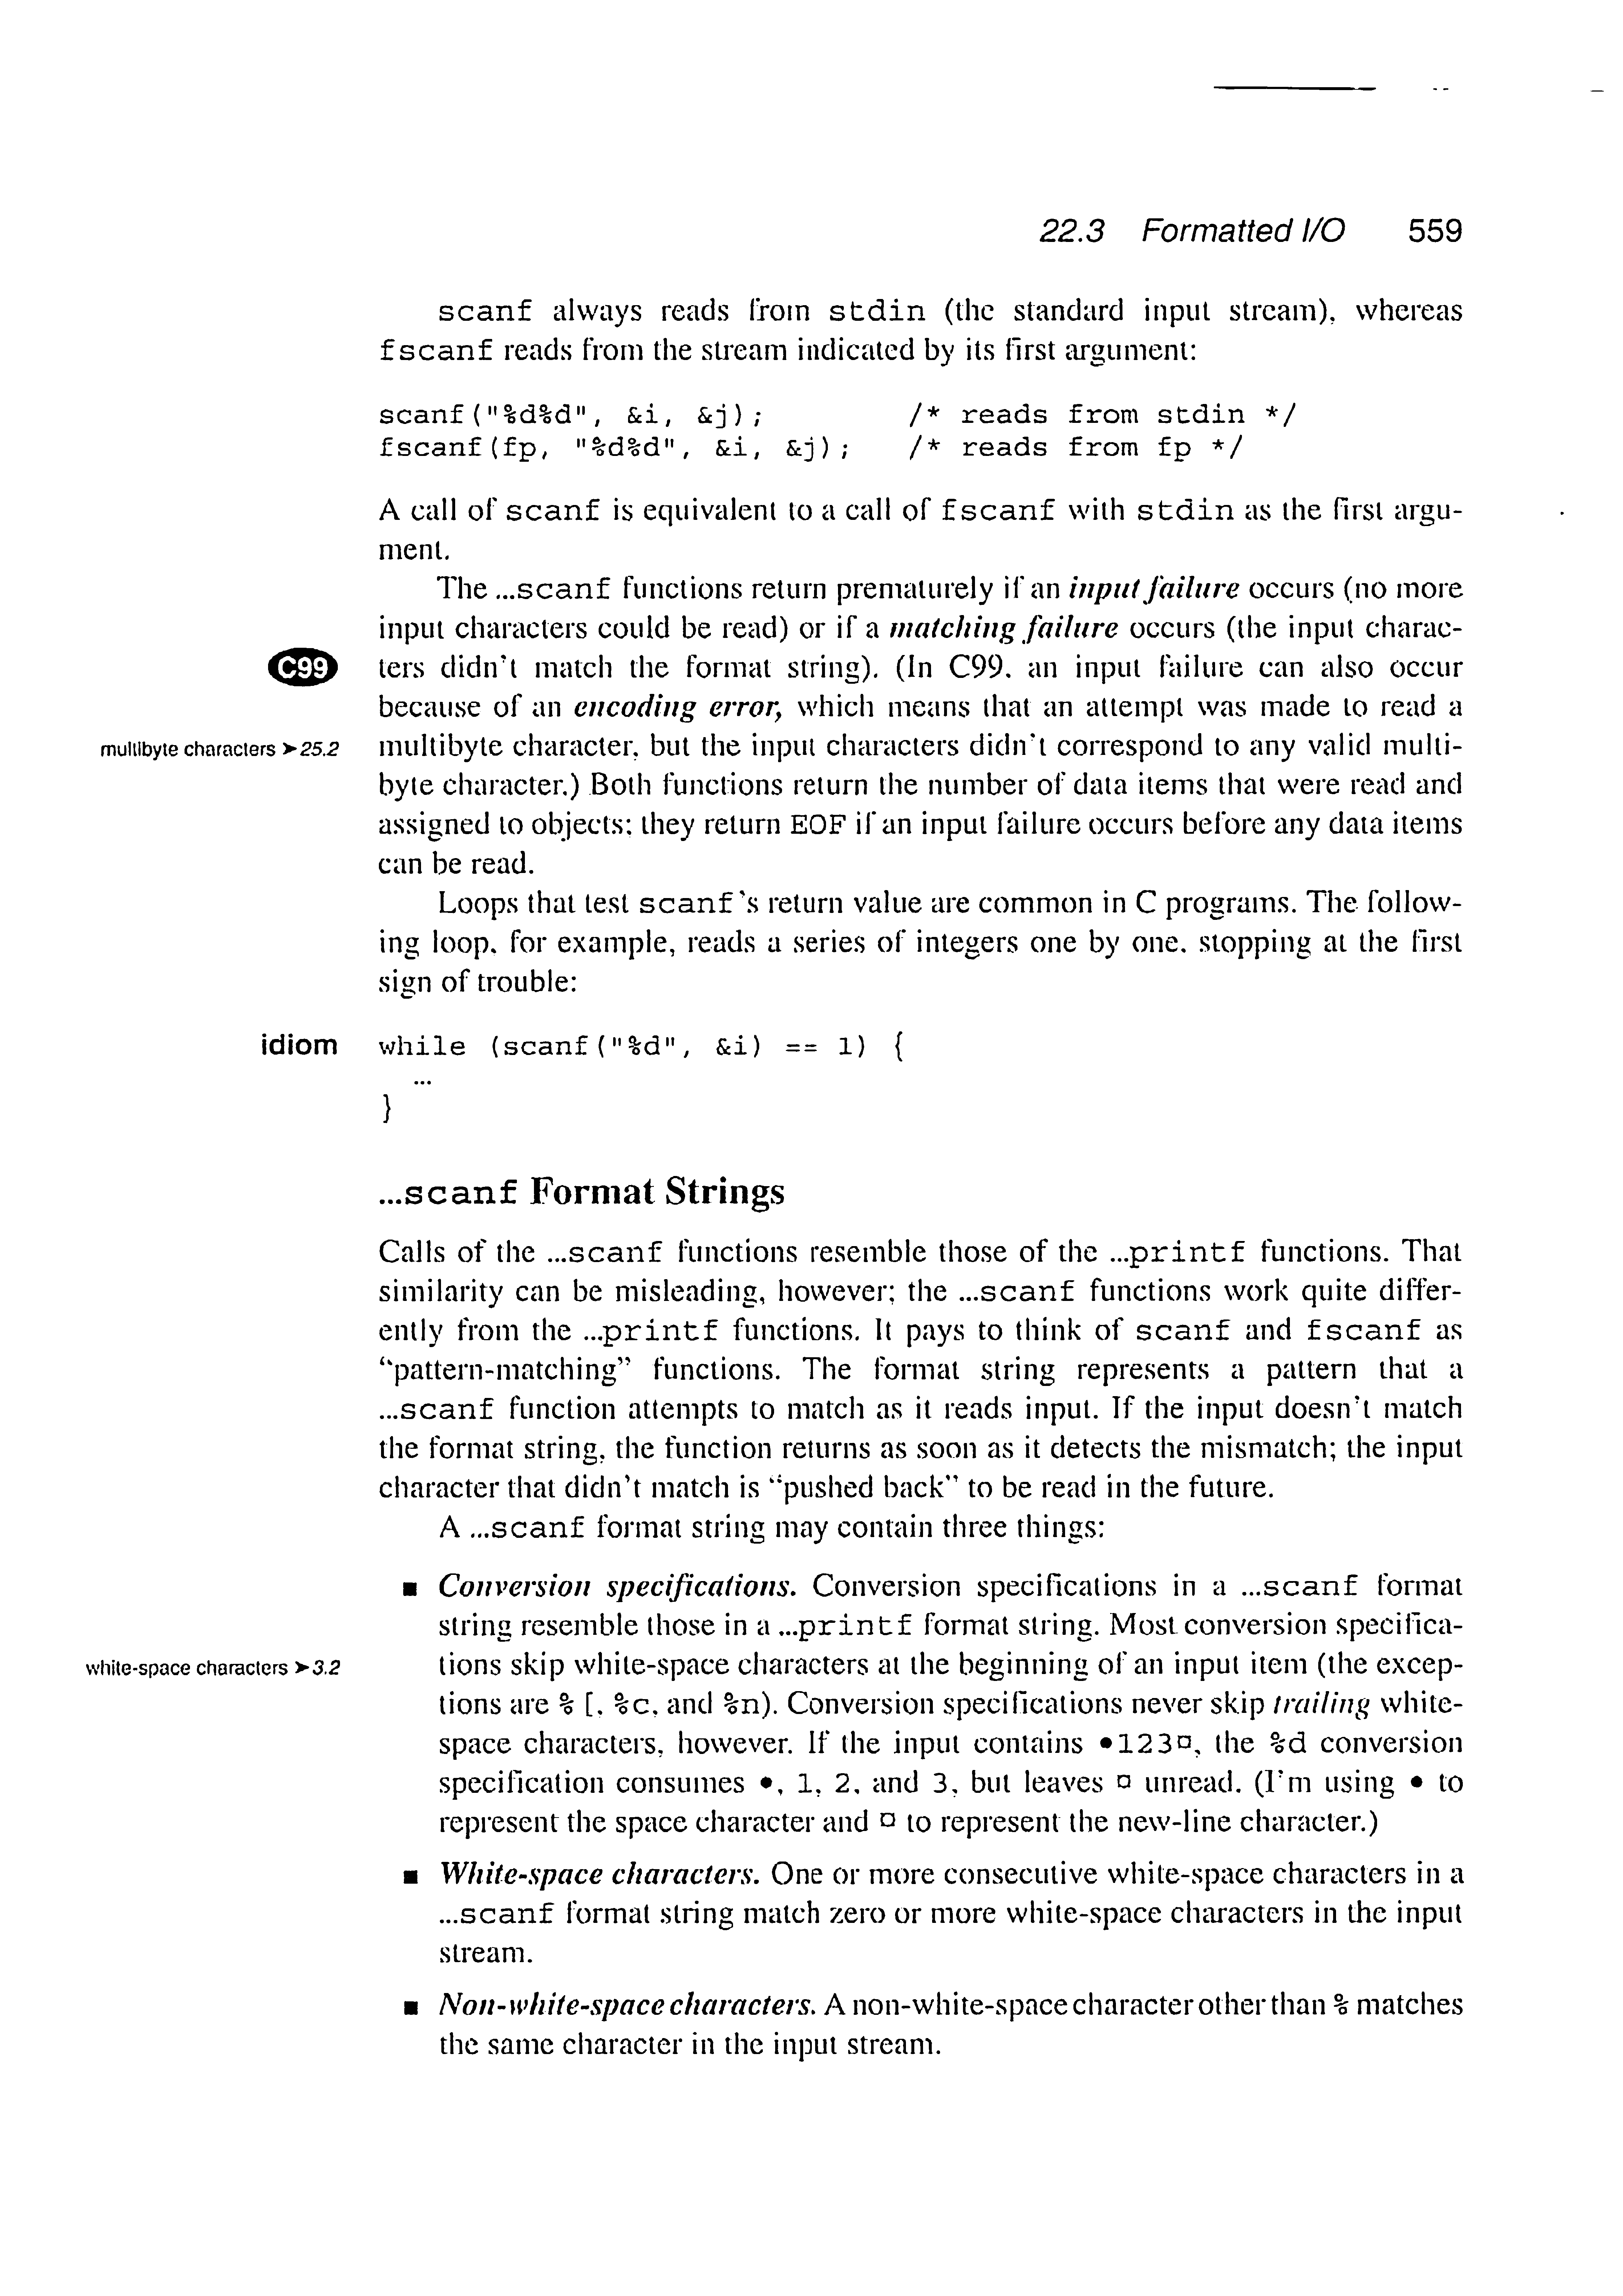 22.3 Formatted I/O 559
scanf always reads from stdin (the standard input stream), whereas
fscanf reads from the stream indicated by its first argument:
scanf("%d%d", &i, &j); /* reads from stdin */
fscanf(fp, "%d%d", &i, &j); /* reads from fp */
A call of scanf is equivalent to a call of fscanf with stdin as the first argu-
ment.
The ...scanf functions return prematurely if an input failure occurs (no more
input characters could be read) or if a matching failure occurs (the input charac-
C99 ters didn't match the format string). (In C99, an input failure can also occur
because of an encoding error, which means that an attempt was made to read a
multibyte characters ➤25.2 multibyte character, but the input characters didn't correspond to any valid multi-
byte character.) Both functions return the number of data items that were read and
assigned to objects; they return EOF if an input failure occurs before any data items
can be read.
Loops that test scanf's return value are common in C programs. The follow-
ing loop, for example, reads a series of integers one by one, stopping at the first
sign of trouble:
idiom while (scanf("%d", &i) == 1) {
...
}
...scanf Format Strings
Calls of the ...scanf functions resemble those of the ...printf functions. That
similarity can be misleading, however; the ...scanf functions work quite differ-
ently from the ...printf functions. It pays to think of scanf and fscanf as
“pattern-matching” functions. The format string represents a pattern that a
...scanf function attempts to match as it reads input. If the input doesn't match
the format string, the function returns as soon as it detects the mismatch; the input
character that didn't match is “pushed back” to be read in the future.
A ...scanf format string may contain three things:
■ Conversion specifications. Conversion specifications in a ...scanf format
string resemble those in a ...printf format string. Most conversion specifica-
white-space characters ➤3.2 tions skip white-space characters at the beginning of an input item (the excep-
tions are %[, %c, and %n). Conversion specifications never skip trailing white-
space characters, however. If the input contains •123¤, the %d conversion
specification consumes •, 1, 2, and 3, but leaves ¤ unread. (I'm using • to
represent the space character and ¤ to represent the new-line character.)
■ White-space characters. One or more consecutive white-space characters in a
...scanf format string match zero or more white-space characters in the input
stream.
■ Non-white-space characters. A non-white-space character other than % matches
the same character in the input stream.